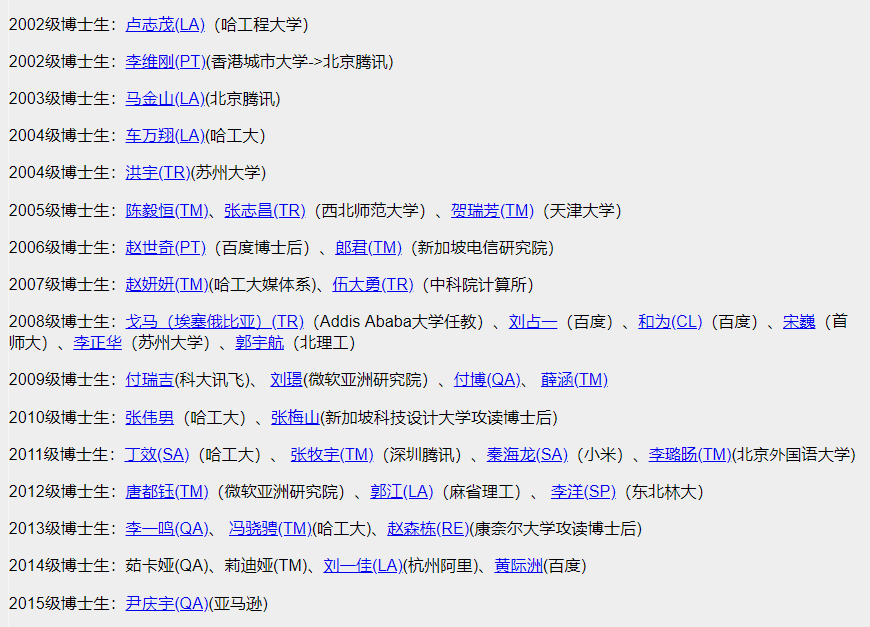 2002级博士生：卢志茂(LA)（哈工程大学）
2002级博士生：李维刚(PT)(香港城市大学->北京腾讯)
2003级博士生：马金山(LA)(北京腾讯)
2004级博士生：车万翔(LA)(哈工大)
2004级博士生：洪宇(TR)(苏州大学)
2005级博士生：陈毅恒(TM)、张志昌(TR)（西北师范大学）、贺瑞芳(TM)（天津大学）
2006级博士生：赵世奇(PT)（百度博士后）、郎君(TM)（新加坡电信研究院）
2007级博士生：赵妍妍(TM)(哈工大媒体系)、伍大勇(TR)（中科院计算所）
2008级博士生：戈马（埃塞俄比亚）(TR)（Addis Ababa大学任教）、刘占一（百度）、和为(CL)（百度）、宋巍（首
师大）、李正华（苏州大学）、郭宇航（北理工）
2009级博士生：付瑞吉(科大讯飞)、 刘璟(微软亚洲研究院）、付博(QA)、 薛涵(TM)
2010级博士生：张伟男（哈工大）、张梅山(新加坡科技设计大学攻读博士后)
2011级博士生：丁效(SA)（哈工大）、 张牧宇(TM)（深圳腾讯）、秦海龙(SA)（小米）、李璐旸(TM)(北京外国语大学)
2012级博士生：唐都钰(TM)（微软亚洲研究院）、郭江(LA)（麻省理工）、 李洋(SP)（东北林大）
2013级博士生：李一鸣(QA)、 冯骁骋(TM)(哈工大)、赵森栋(RE)(康奈尔大学攻读博士后)
2014级博士生：茹卡娅(QA)、莉迪娅(TM)、刘一佳(LA)(杭州阿里)、黄际洲(百度)
2015级博士生：尹庆宇(QA)(亚马逊)